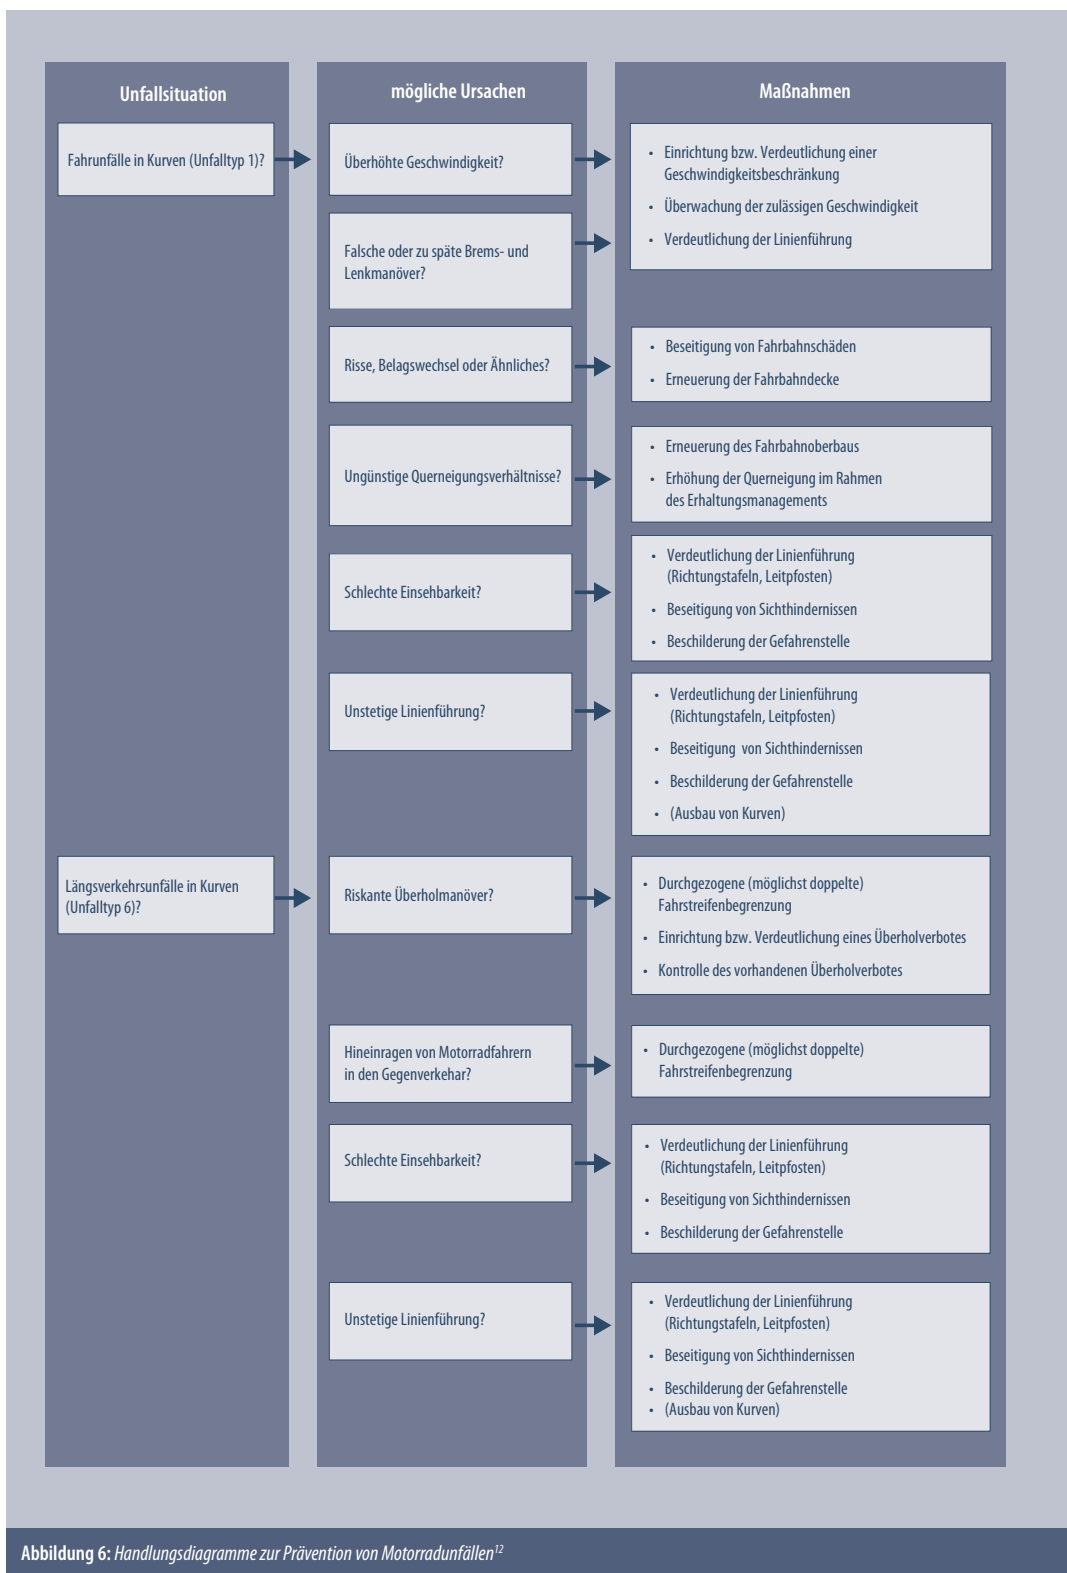 Unfallsituation
mögliche Ursachen
Maßnahmen
Fahrunfälle in Kurven (Unfalltyp 1)?
Überhöhte Geschwindigkeit?
• Einrichtung bzw. Verdeutlichung einer
Geschwindigkeitsbeschränkung
• Überwachung der zulässigen Geschwindigkeit
• Verdeutlichung der Linienführung
Falsche oder zu späte Brems- und
Lenkmanöver?
Risse, Belagswechsel oder Ähnliches?
• Beseitigung von Fahrbahnschäden
• Erneuerung der Fahrbahndecke
Ungünstige Querneigungsverhältnisse?
• Erneuerung des Fahrbahnoberbaus
• Erhöhung der Querneigung im Rahmen
des Erhaltungsmanagements
Schlechte Einsehbarkeit?
• Verdeutlichung der Linienführung
(Richtungstafeln, Leitpfosten)
• Beseitigung von Sichthindernissen
• Beschilderung der Gefahrenstelle
Unstetige Linienführung?
• Verdeutlichung der Linienführung
(Richtungstafeln, Leitpfosten)
• Beseitigung von Sichthindernissen
• Beschilderung der Gefahrenstelle
• (Ausbau von Kurven)
Längsverkehrsunfälle in Kurven
(Unfalltyp 6)?
Riskante Überholmanöver?
• Durchgezogene (möglichst doppelte)
Fahrstreifenbegrenzung
• Einrichtung bzw. Verdeutlichung eines Überholverbotes
• Kontrolle des vorhandenen Überholverbotes
Hineinragen von Motorradfahrern
in den Gegenverkehar?
• Durchgezogene (möglichst doppelte)
Fahrstreifenbegrenzung
Schlechte Einsehbarkeit?
• Verdeutlichung der Linienführung
(Richtungstafeln, Leitpfosten)
• Beseitigung von Sichthindernissen
• Beschilderung der Gefahrenstelle
Unstetige Linienführung?
• Verdeutlichung der Linienführung
(Richtungstafeln, Leitpfosten)
• Beseitigung von Sichthindernissen
• Beschilderung der Gefahrenstelle
• (Ausbau von Kurven)
Abbildung 6: Handlungsdiagramme zur Prävention von Motorradunfällen¹²